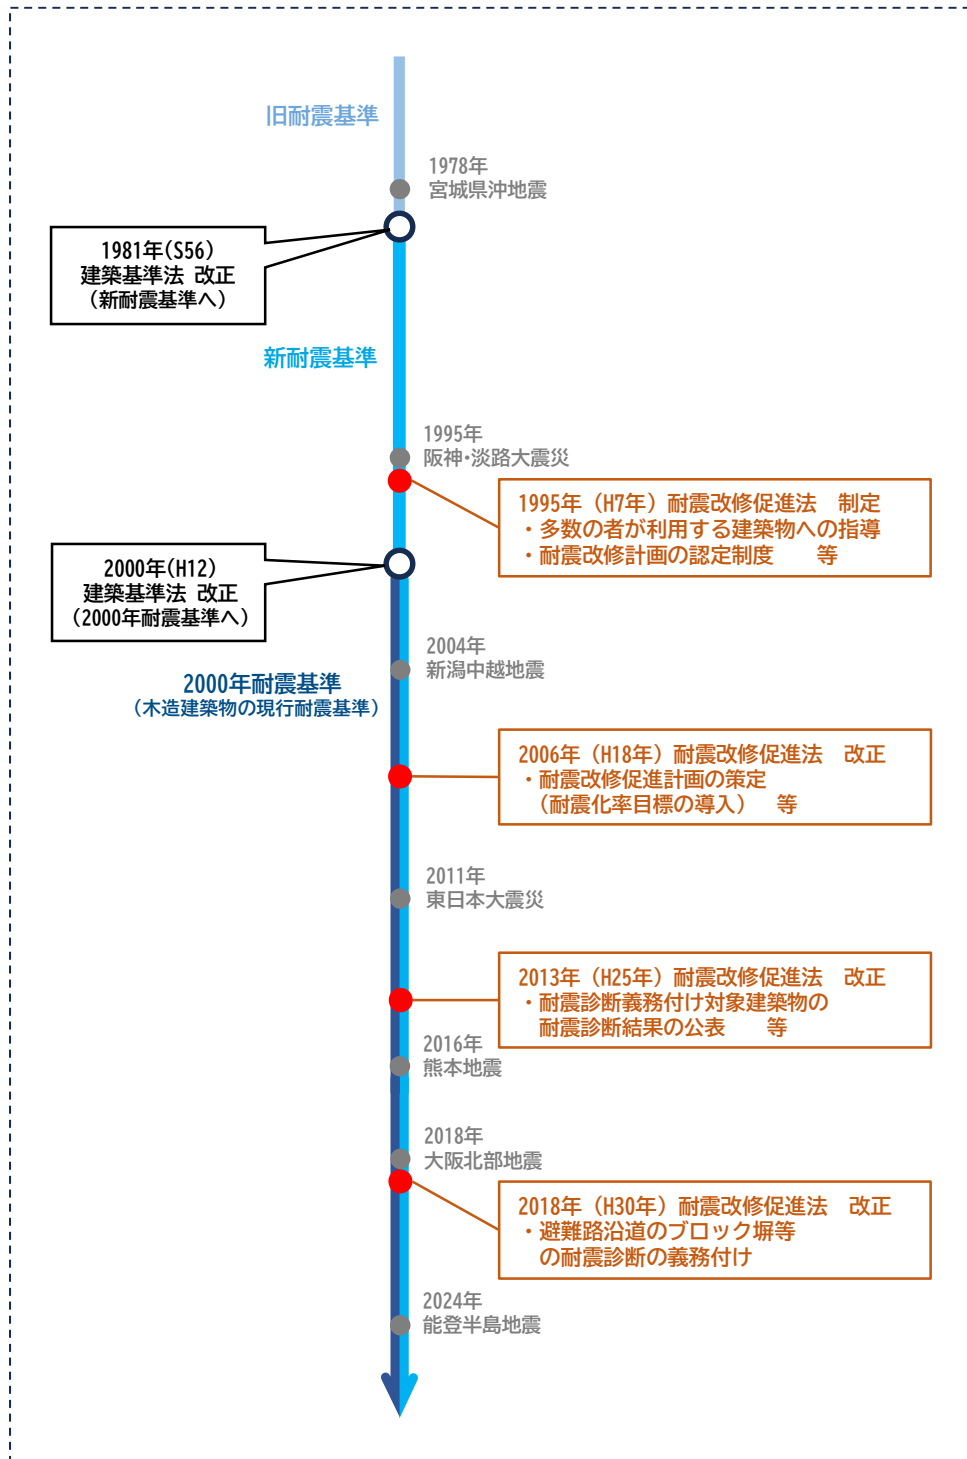 旧耐震基準
1978年
宮城県沖地震
1981年(S56)
建築基準法 改正
(新耐震基準へ)
新耐震基準
1995年
阪神・淡路大震災
1995年（H7年）耐震改修促進法　制定
・多数の者が利用する建築物への指導
・耐震改修計画の認定制度　　等
2000年(H12)
建築基準法 改正
(2000年耐震基準へ)
2004年
新潟中越地震
2000年耐震基準
(木造建築物の現行耐震基準)
2006年（H18年）耐震改修促進法　改正
・耐震改修促進計画の策定
（耐震化率目標の導入）　等
2011年
東日本大震災
2013年（H25年）耐震改修促進法　改正
・耐震診断義務付け対象建築物の
耐震診断結果の公表　　等
2016年
熊本地震
2018年
大阪北部地震
2018年（H30年）耐震改修促進法　改正
・避難路沿道のブロック塀等
の耐震診断の義務付け
2024年
能登半島地震